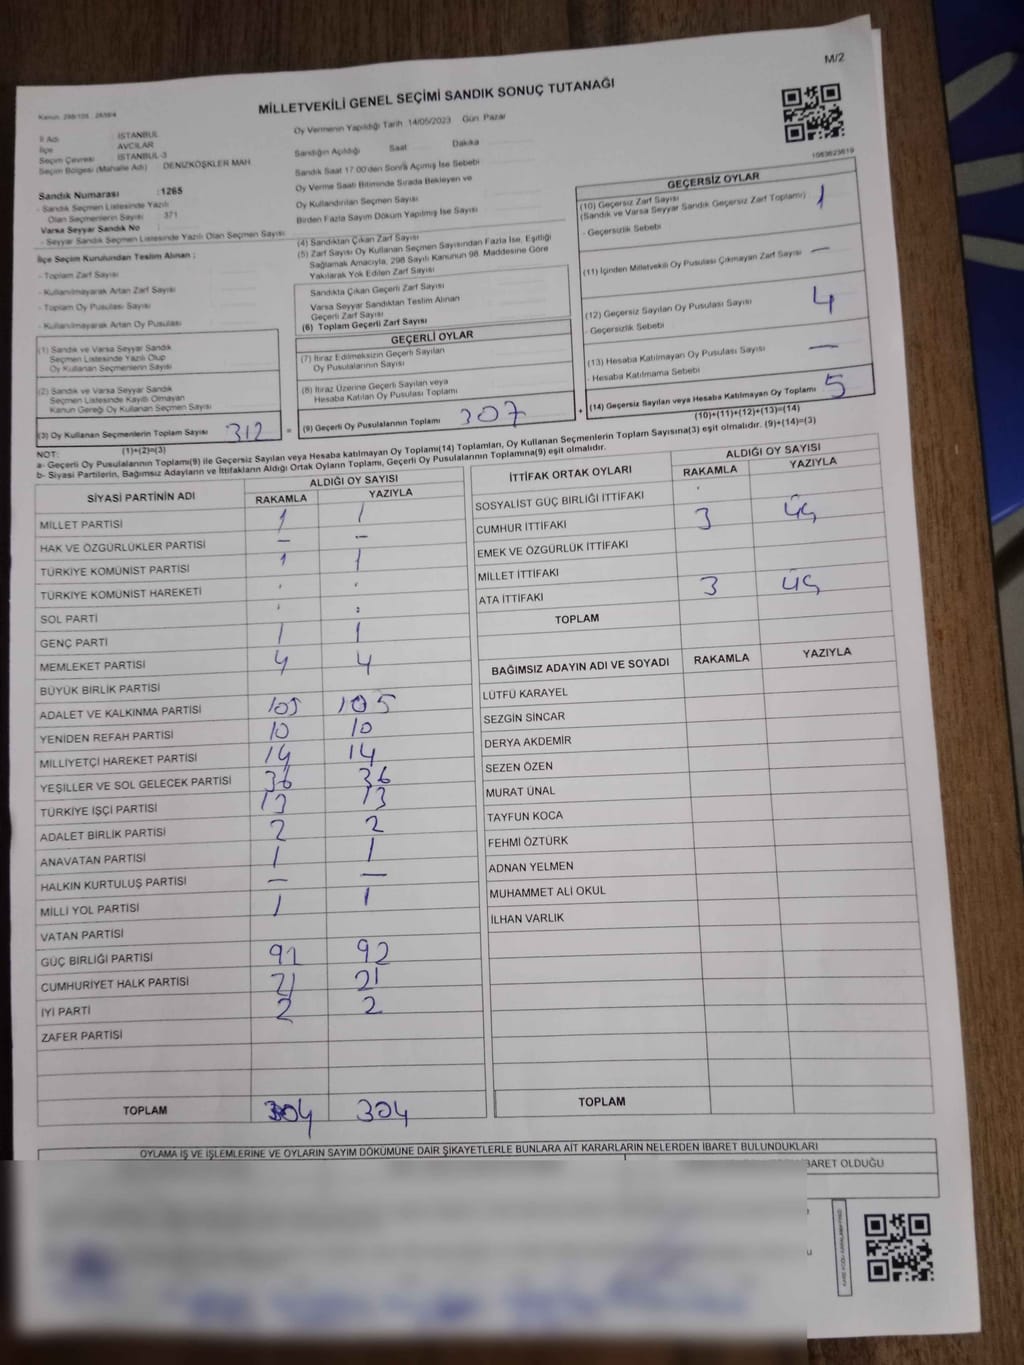 M/2
MİLLETVEKİLİ GENEL SEÇİMİ SANDIK SONUÇ TUTANAĞI
1083623619
İl Adı : İSTANBUL
İlçe : AVCILAR
Seçim Çevresi : İSTANBUL-3
Seçim Bölgesi (Mahalle Adı) : DENİZKÖŞKLER MAH
Sandık Numarası : 1265
- Sandık Seçmen Listesinde Yazılı
Olan Seçmenlerin Sayısı : 371
Varsa Seyyar Sandık No
- Seyyar Sandık Seçmen Listesinde Yazılı Olan Seçmen Sayısı :
İlçe Seçim Kurulundan Teslim Alınan ;
- Toplam Zarf Sayısı
- Kullanılmayarak Artan Zarf Sayısı
- Toplam Oy Pusulası Sayısı
- Kullanılmayarak Artan Oy Pusulası
(1) Sandık ve Varsa Seyyar Sandık
Seçmen Listesinde Yazılı Olup
Oy Kullanan Seçmenlerin Sayısı
(2) Sandık ve Varsa Seyyar Sandık
Seçmen Listesinde Kayıtlı Olmayan
Kanun Gereği Oy Kullanan Seçmen Sayısı
(3) Oy Kullanan Seçmenlerin Toplam Sayısı 312
(1)+(2)=(3)
Oy Vermenin Yapıldığı Tarih :14/05/2023 Gün: Pazar
Sandığın Açıldığı Saat Dakika
Sandık Saat 17:00'den Sonra Açımış İse Sebebi
Oy Verme Saati Bitiminde Sırada Bekleyen ve
Oy Kullandırılan Seçmen Sayısı
Birden Fazla Sayım Döküm Yapılmış İse Sayısı
(4) Sandıktan Çıkan Zarf Sayısı
(5) Zarf Sayısı Oy Kullanan Seçmen Sayısından Fazla İse, Eşitliği
Sağlamak Amacıyla, 298 Sayılı Kanunun 98. Maddesine Göre
Yakılarak Yok Edilen Zarf Sayısı
Sandıkta Çıkan Geçerli Zarf Sayısı
Varsa Seyyar Sandıktan Teslim Alınan
Geçerli Zarf Sayısı
(6) Toplam Geçerli Zarf Sayısı
GEÇERLİ OYLAR
(7) İtiraz Edilmeksizin Geçerli Sayılan
Oy Pusulalarının Sayısı
(8) İtiraz Üzerine Geçerli Sayılan veya
Hesaba Katılan Oy Pusulası Toplamı
= (9) Geçerli Oy Pusulalarının Toplamı 307 +
GEÇERSİZ OYLAR
(10) Geçersiz Zarf Sayısı 1
(Sandık ve Varsa Seyyar Sandık Geçersiz Zarf Toplamı)
- Geçersizlik Sebebi
(11) İçinden Milletvekili Oy Pusulası Çıkmayan Zarf Sayısı —
(12) Geçersiz Sayılan Oy Pusulası Sayısı 4
- Geçersizlik Sebebi
(13) Hesaba Katılmayan Oy Pusulası Sayısı —
- Hesaba Katılmama Sebebi
(14) Geçersiz Sayılan veya Hesaba Katılmayan Oy Toplamı 5
(10)+(11)+(12)+(13)=(14)
NOT:
a- Geçerli Oy Pusulalarının Toplamı(9) ile Geçersiz Sayılan veya Hesaba katılmayan Oy Toplamı(14) Toplamları, Oy Kullanan Seçmenlerin Toplam Sayısına(3) eşit olmalıdır. (9)+(14)=(3)
b- Siyasi Partilerin, Bağımsız Adayların ve İttifakların Aldığı Ortak Oyların Toplamı, Geçerli Oy Pusulalarının Toplamına(9) eşit olmalıdır.
SİYASİ PARTİNİN ADI ALDIĞI OY SAYISI
RAKAMLA YAZIYLA
MİLLET PARTİSİ 1 1
HAK VE ÖZGÜRLÜKLER PARTİSİ — —
TÜRKİYE KOMÜNİST PARTİSİ 1 1
TÜRKİYE KOMÜNİST HAREKETİ
SOL PARTİ
GENÇ PARTİ 1 1
MEMLEKET PARTİSİ 4 4
BÜYÜK BİRLİK PARTİSİ
ADALET VE KALKINMA PARTİSİ 105 105
YENİDEN REFAH PARTİSİ 10 10
MİLLİYETÇİ HAREKET PARTİSİ 14 14
YEŞİLLER VE SOL GELECEK PARTİSİ 36 36
TÜRKİYE İŞÇİ PARTİSİ 13 13
ADALET BİRLİK PARTİSİ 2 2
ANAVATAN PARTİSİ 1 1
HALKIN KURTULUŞ PARTİSİ — —
MİLLİ YOL PARTİSİ 1 1
VATAN PARTİSİ
GÜÇ BİRLİĞİ PARTİSİ 92 92
CUMHURİYET HALK PARTİSİ 21 21
İYİ PARTİ 2 2
ZAFER PARTİSİ
TOPLAM 304 304
İTTİFAK ORTAK OYLARI ALDIĞI OY SAYISI
RAKAMLA YAZIYLA
SOSYALİST GÜÇ BİRLİĞİ İTTİFAKI
CUMHUR İTTİFAKI 3 üç
EMEK VE ÖZGÜRLÜK İTTİFAKI
MİLLET İTTİFAKI
ATA İTTİFAKI 3 üç
TOPLAM
BAĞIMSIZ ADAYIN ADI VE SOYADI RAKAMLA YAZIYLA
LÜTFÜ KARAYEL
SEZGİN SİNCAR
DERYA AKDEMİR
SEZEN ÖZEN
MURAT ÜNAL
TAYFUN KOCA
FEHMİ ÖZTÜRK
ADNAN YELMEN
MUHAMMET ALİ OKUL
İLHAN VARLIK
TOPLAM
OYLAMA İŞ VE İŞLEMLERİNE VE OYLARIN SAYIM DÖKÜMÜNE DAİR ŞİKAYETLERLE BUNLARA AİT KARARLARIN NELERDEN İBARET BULUNDUKLARI
İBARET OLDUĞU